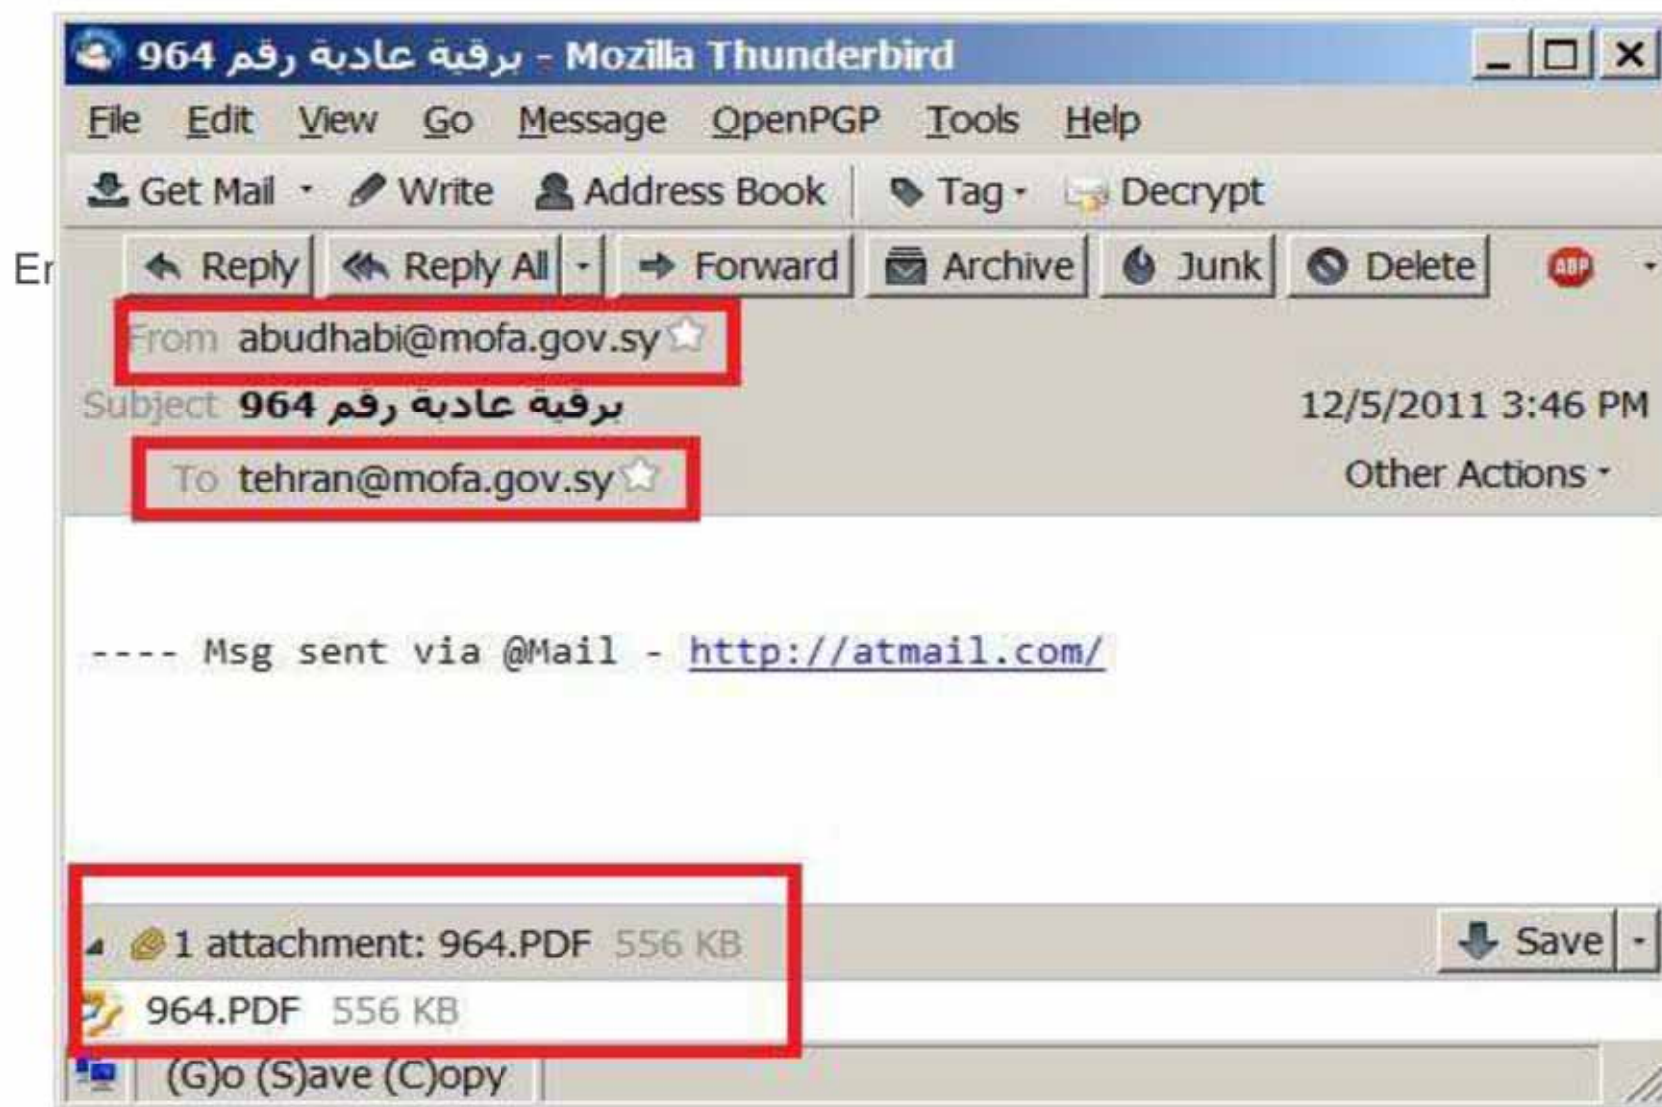 برقية عادية رقم 964 - Mozilla Thunderbird
File Edit View Go Message OpenPGP Tools Help
Get Mail Write Address Book Tag Decrypt
Er
Reply Reply All Forward Archive Junk Delete ABP
From abudhabi@mofa.gov.sy
Subject برقية عادية رقم 964 12/5/2011 3:46 PM
To tehran@mofa.gov.sy Other Actions
---- Msg sent via @Mail - http://atmail.com/
1 attachment: 964.PDF 556 KB Save
964.PDF 556 KB
(G)o (S)ave (C)opy